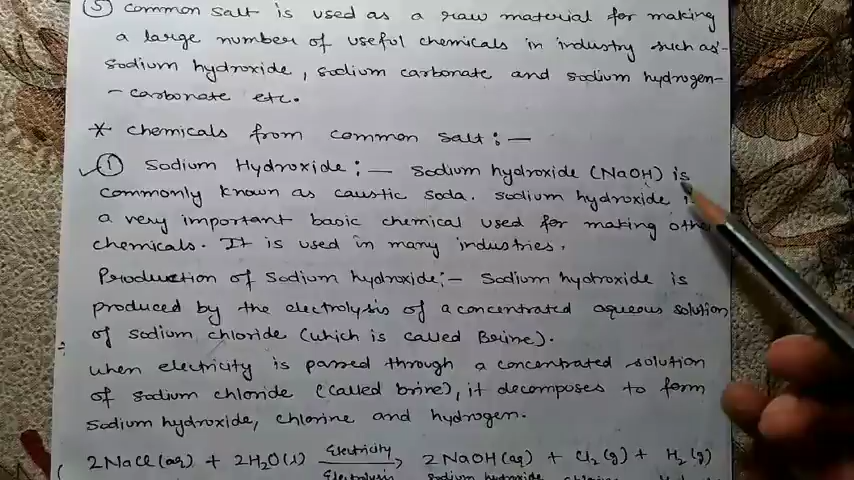 (5) Common salt is used as a raw material for making
a large number of useful chemicals in industry such as
sodium hydroxide, sodium carbonate and sodium hydrogen-
- carbonate etc.
* Chemicals from common salt: —
(1) Sodium Hydroxide: — Sodium hydroxide (NaOH) is
commonly known as caustic soda. Sodium hydroxide
a very important basic chemical used for making
chemicals. It is used in many industries.
Production of Sodium hydroxide: - Sodium hydroxide is
produced by the electrolysis of a concentrated aqueous solution
of sodium chloride (which is called Brine).
when electricity is passed through a concentrated solution
of sodium chloride (called brine), it decomposes to form
Sodium hydroxide, chlorine and hydrogen.
2NaCl(aq) + 2H2O(l) Electricity → 2NaOH(aq) + Cl2(g) + H2(g)
Electrolysis